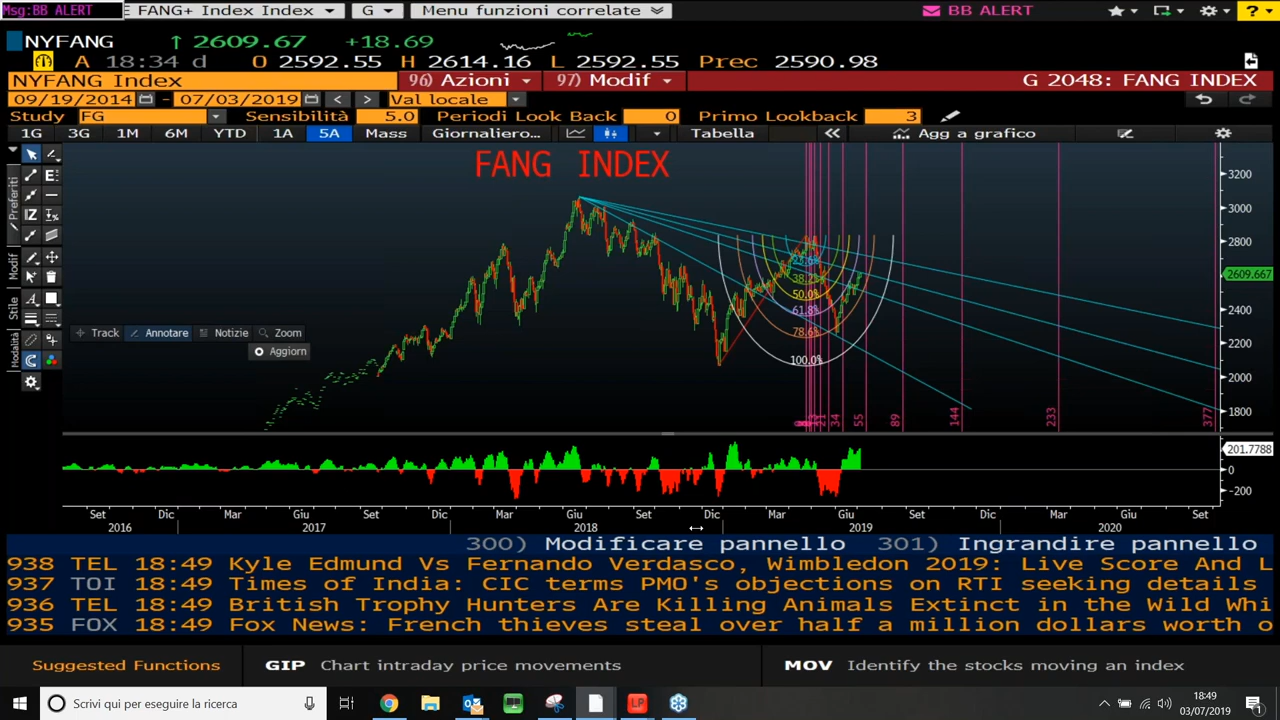 Msg:BB ALERT E FANG+ Index Index G Menu funzioni correlate BB ALERT ?
NYFANG 2609.67 +18.69
A 18:34 d O 2592.55 H 2614.16 L 2592.55 Prec 2590.98
NYFANG Index 96) Azioni 97) Modif G 2048: FANG INDEX
09/19/2014 - 07/03/2019 Val locale
Study FG Sensibilità 5.0 Periodi Look Back 0 Primo Lookback 3
1G 3G 1M 6M YTD 1A 5A Mass Giornaliero... Tabella Agg a grafico
FANG INDEX
Preferiti
Modif
Stile
Modalità
Track Annotare Notizie Zoom
Aggiorn
3200
3000
2800
2609.667
2400
2200
2000
1800
38.2%
50.0%
61.8%
78.6%
100.0%
21 34 55 89 144 233 377
201.7788
0
-200
Set Dic Mar Giu Set Dic Mar Giu Set Dic Mar Giu Set Dic Mar Set
2016 2017 2018 2019 2020
300) Modificare pannello 301) Ingrandire pannello
938 TEL 18:49 Kyle Edmund Vs Fernando Verdasco, Wimbledon 2019: Live Score And L
937 TOI 18:49 Times of India: CIC terms PMO's objections on RTI seeking details
936 TEL 18:49 British Trophy Hunters Are Killing Animals Extinct in the Wild Whi
935 FOX 18:49 Fox News: French thieves steal over half a million dollars worth o
Suggested Functions GIP Chart intraday price movements MOV Identify the stocks moving an index
Scrivi qui per eseguire la ricerca LP 18:49
03/07/2019